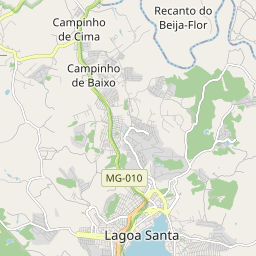 Campinho
de Cima
Recanto do
Beija-Flor
Campinho
de Baixo
MG-010
Lagoa Santa